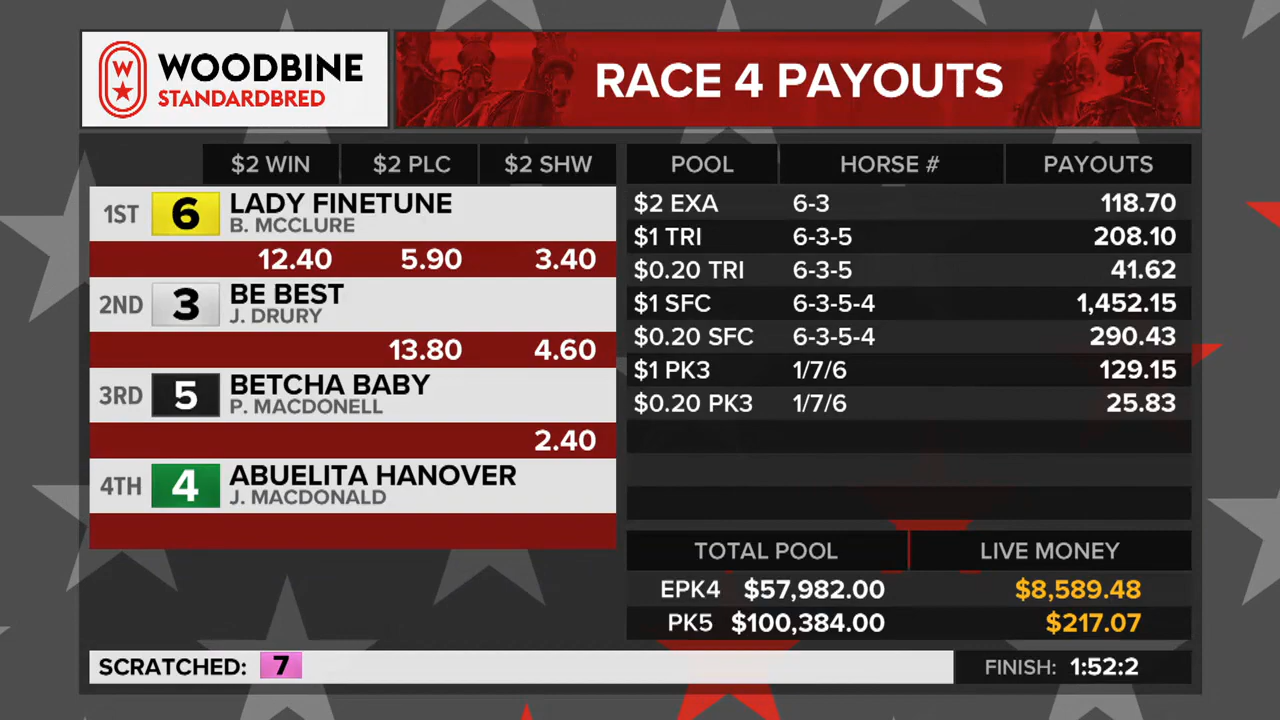 W
WOODBINE
STANDARDBRED
RACE 4 PAYOUTS
$2 WIN $2 PLC $2 SHW
1ST 6 LADY FINETUNE
B. MCCLURE
12.40 5.90 3.40
2ND 3 BE BEST
J. DRURY
13.80 4.60
3RD 5 BETCHA BABY
P. MACDONELL
2.40
4TH 4 ABUELITA HANOVER
J. MACDONALD
POOL HORSE # PAYOUTS
$2 EXA 6-3 118.70
$1 TRI 6-3-5 208.10
$0.20 TRI 6-3-5 41.62
$1 SFC 6-3-5-4 1,452.15
$0.20 SFC 6-3-5-4 290.43
$1 PK3 1/7/6 129.15
$0.20 PK3 1/7/6 25.83
TOTAL POOL LIVE MONEY
EPK4 $57,982.00 $8,589.48
PK5 $100,384.00 $217.07
SCRATCHED: 7
FINISH: 1:52:2